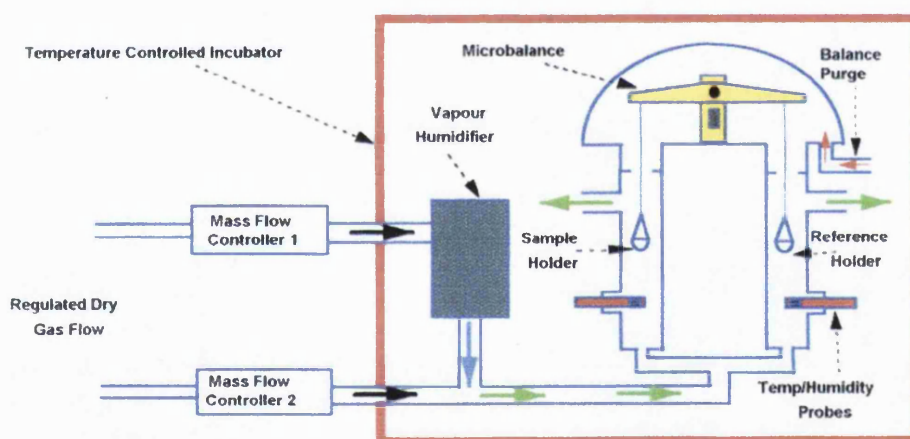 Temperature Controlled Incubator
Microbalance
Balance
Purge
Vapour
Humidifier
Mass Flow
Controller 1
Sample
Holder
Reference
Holder
Regulated Dry
Gas Flow
Mass Flow
Controller 2
Temp/Humidity
Probes